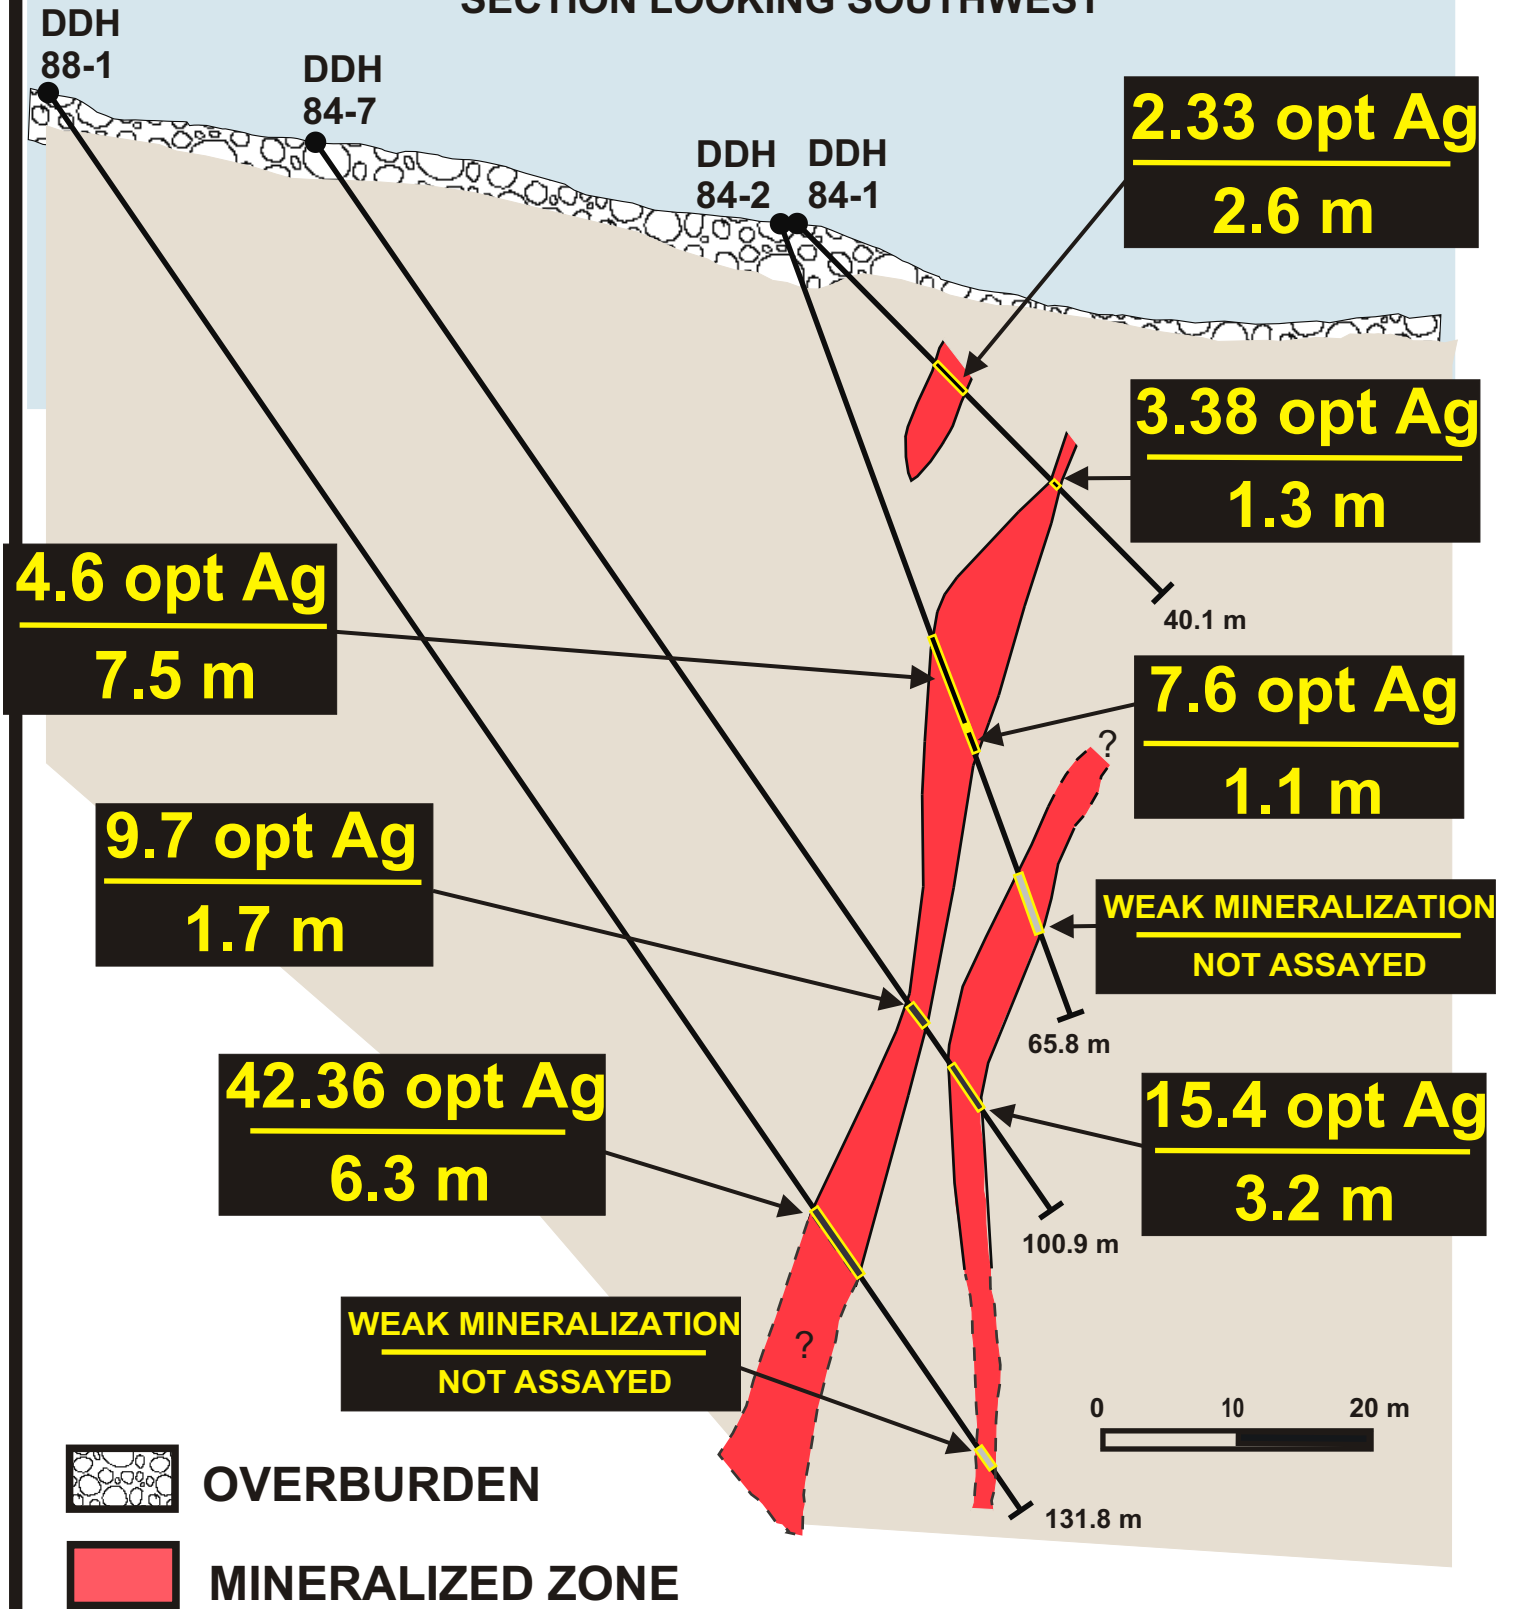 SECTION LOOKING SOUTHWEST
DDH
88-1
DDH
84-7
DDH
84-2
DDH
84-1
2.33 opt Ag
2.6 m
3.38 opt Ag
1.3 m
40.1 m
4.6 opt Ag
7.5 m
7.6 opt Ag
1.1 m
?
9.7 opt Ag
1.7 m
WEAK MINERALIZATION
NOT ASSAYED
65.8 m
42.36 opt Ag
6.3 m
15.4 opt Ag
3.2 m
100.9 m
WEAK MINERALIZATION
NOT ASSAYED
?
0 10 20 m
131.8 m
OVERBURDEN
MINERALIZED ZONE